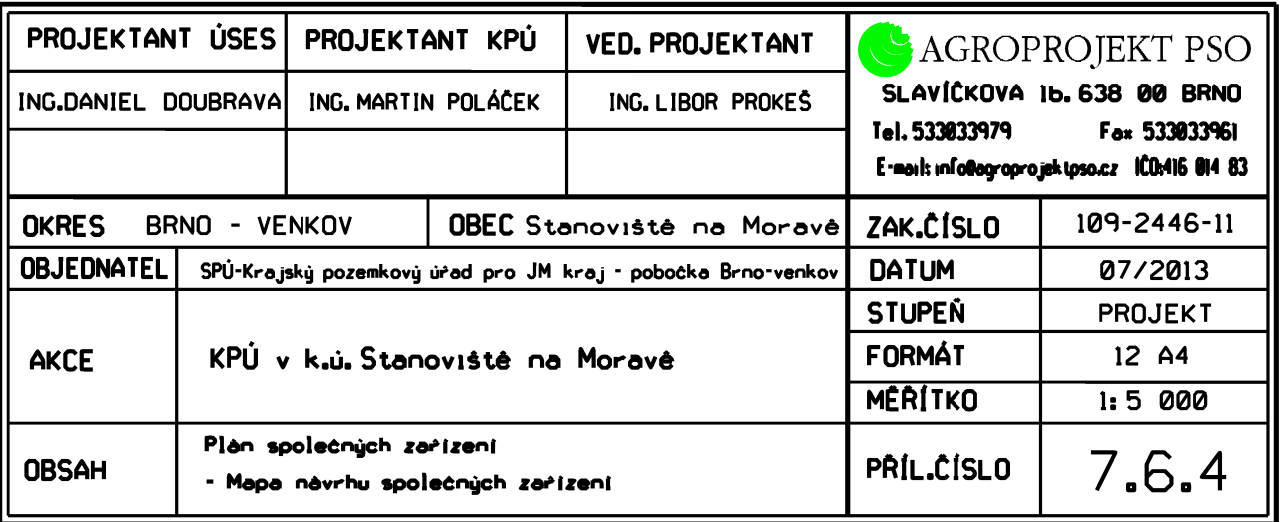 PROJEKTANT ÚSES PROJEKTANT KPÚ VED. PROJEKTANT
ING.DANIEL DOUBRAVA ING. MARTIN POLÁČEK ING. LIBOR PROKEŠ
AGROPROJEKT PSO
SLAVÍČKOVA 1b. 638 00 BRNO
Tel. 533033979 Fax 533033961
E-mail: info@agroprojektpso.cz IČO:416 014 83
OKRES BRNO - VENKOV OBEC Stanoviště na Moravě ZAK.ČÍSLO 109-2446-11
OBJEDNATEL SPÚ-Krajský pozemkový úřad pro JM kraj - pobočka Brno-venkov DATUM 07/2013
STUPEŇ PROJEKT
AKCE KPÚ v k.ú. Stanoviště na Moravě FORMÁT 12 A4
MĚŘÍTKO 1: 5 000
OBSAH Plán společných zařízení
- Mapa návrhu společných zařízení
PŘÍL.ČÍSLO 7.6.4